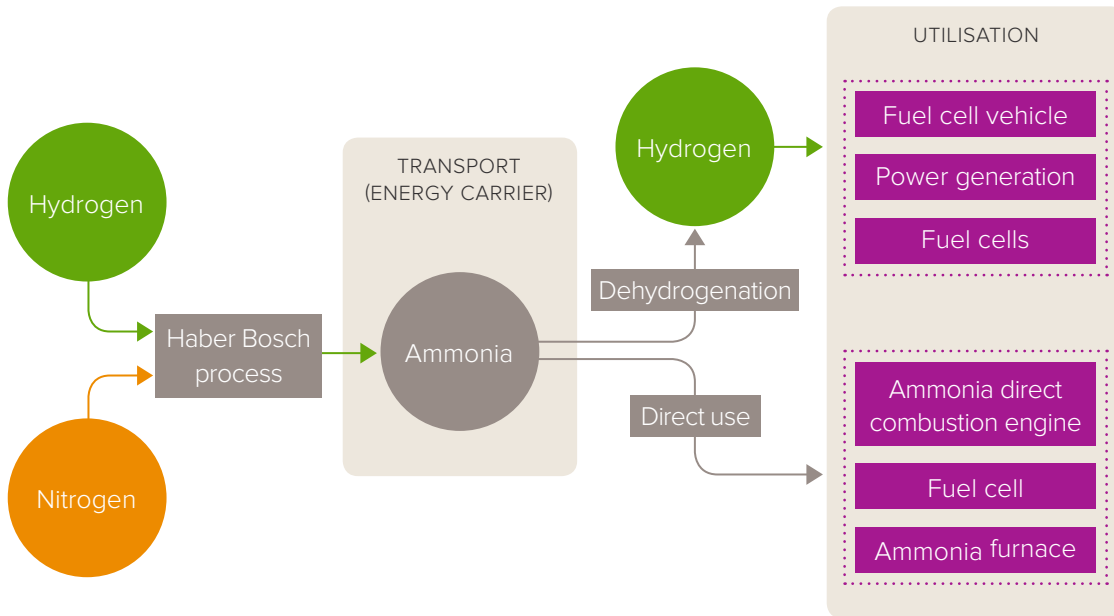 Hydrogen
Nitrogen
Haber Bosch
process
TRANSPORT
(ENERGY CARRIER)
Ammonia
Dehydrogenation
Direct use
Hydrogen
UTILISATION
Fuel cell vehicle
Power generation
Fuel cells
Ammonia direct
combustion engine
Fuel cell
Ammonia furnace